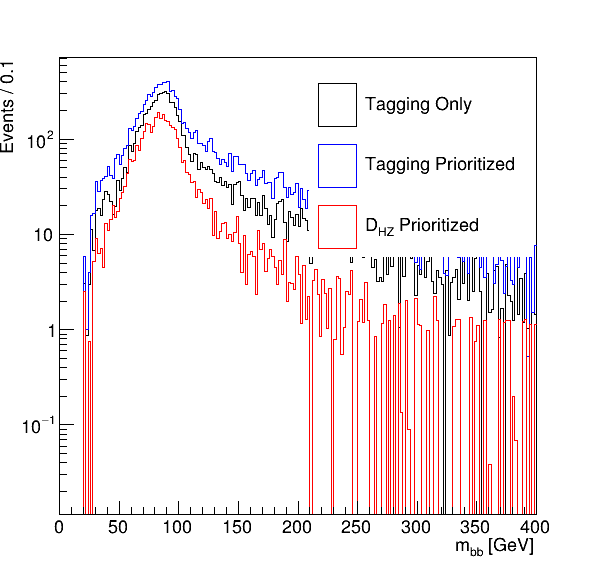 Events / 0.1
10²
10
1
10⁻¹
Tagging Only
Tagging Prioritized
D_HZ Prioritized
0 50 100 150 200 250 300 350 400
m_bb [GeV]